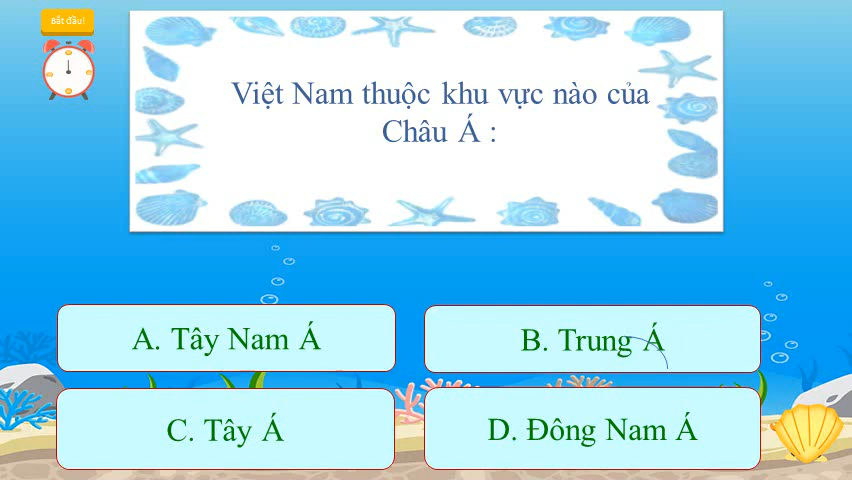 Bắt đầu!
Việt Nam thuộc khu vực nào của
Châu Á :
A. Tây Nam Á
B. Trung Á
C. Tây Á
D. Đông Nam Á